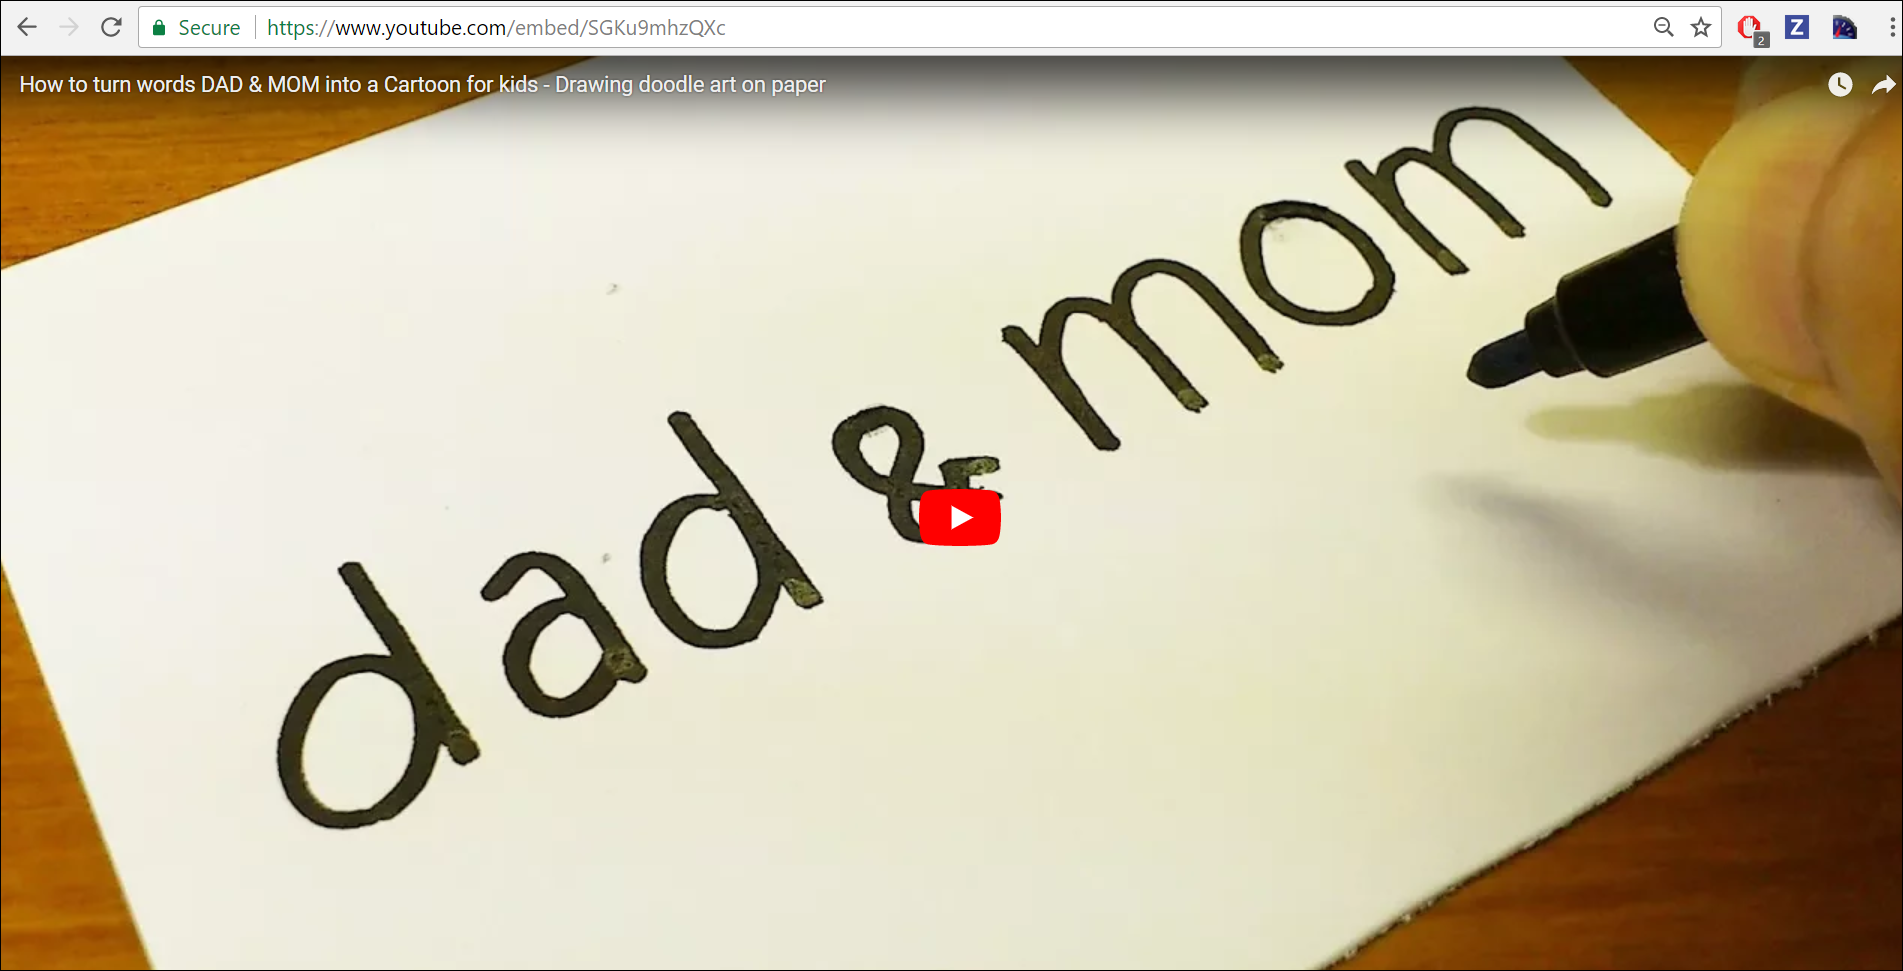 Secure https://www.youtube.com/embed/SGKu9mhzQXc
2
Z
How to turn words DAD & MOM into a Cartoon for kids - Drawing doodle art on paper
dad & mom